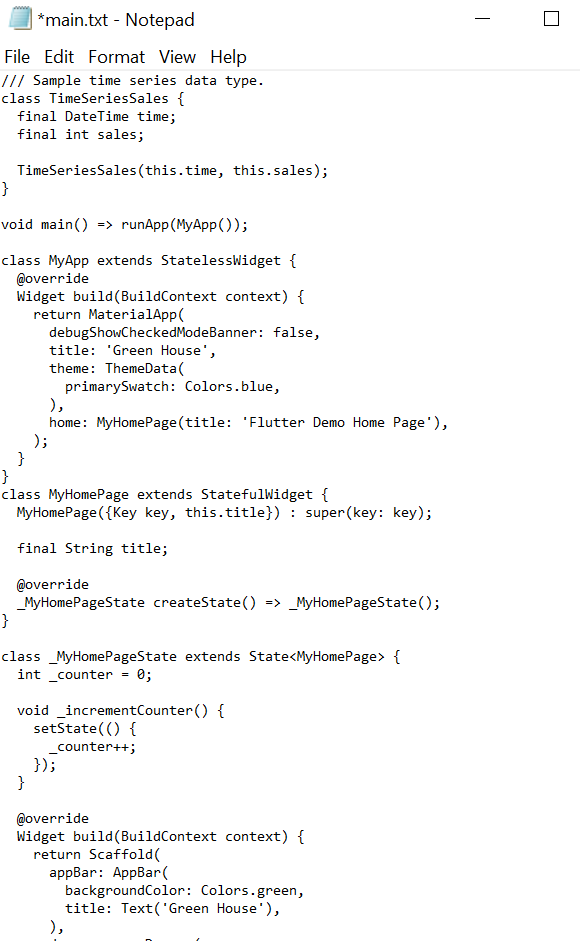 *main.txt - Notepad
File Edit Format View Help
/// Sample time series data type.
class TimeSeriesSales {
  final DateTime time;
  final int sales;

  TimeSeriesSales(this.time, this.sales);
}

void main() => runApp(MyApp());

class MyApp extends StatelessWidget {
  @override
  Widget build(BuildContext context) {
    return MaterialApp(
      debugShowCheckedModeBanner: false,
      title: 'Green House',
      theme: ThemeData(
        primarySwatch: Colors.blue,
      ),
      home: MyHomePage(title: 'Flutter Demo Home Page'),
    );
  }
}
class MyHomePage extends StatefulWidget {
  MyHomePage({Key key, this.title}) : super(key: key);

  final String title;

  @override
  _MyHomePageState createState() => _MyHomePageState();
}

class _MyHomePageState extends State<MyHomePage> {
  int _counter = 0;

  void _incrementCounter() {
    setState(() {
      _counter++;
    });
  }

  @override
  Widget build(BuildContext context) {
    return Scaffold(
      appBar: AppBar(
        backgroundColor: Colors.green,
        title: Text('Green House'),
      ),